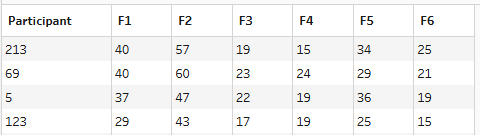 Participant F1 F2 F3 F4 F5 F6
213 40 57 19 15 34 25
69 40 60 23 24 29 21
5 37 47 22 19 36 19
123 29 43 17 19 25 15